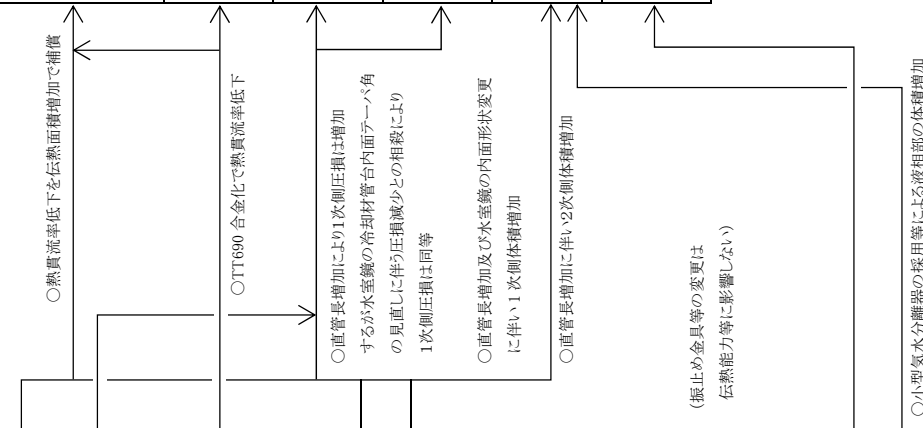 ○熱貫流率低下を伝熱面積増加で補償
○TT690 合金化で熱貫流率低下
○直管長増加により1次側圧損は増加
するが水室鏡の冷却材管台内面テーパ角
の見直しに伴う圧損減少との相殺により
1次側圧損は同等
○直管長増加及び水室鏡の内面形状変更
に伴い 1 次側体積増加
○直管長増加に伴い2次側体積増加
(振止め金具等の変更は
伝熱能力等に影響しない)
○小型気水分離器の採用等による液相部の体積増加